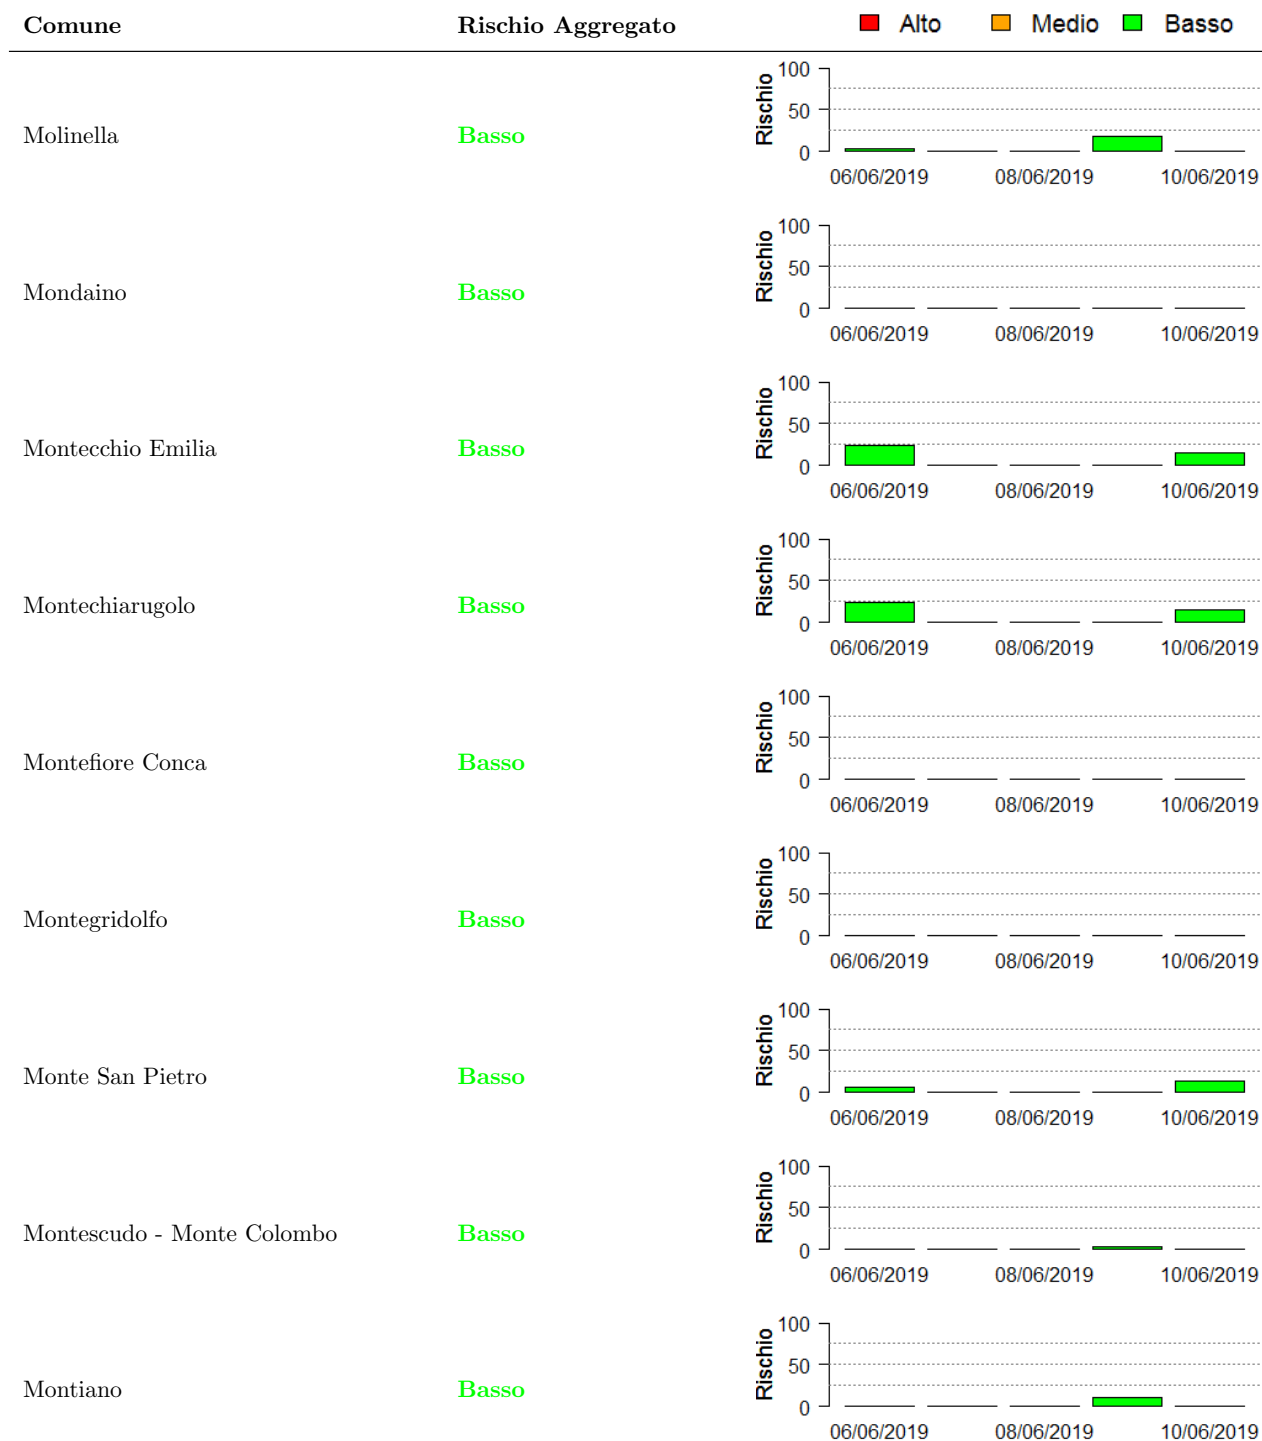 Comune Rischio Aggregato Alto Medio Basso
Molinella Basso
Rischio
100
50
0
06/06/2019 08/06/2019 10/06/2019
Mondaino Basso
Rischio
100
50
0
06/06/2019 08/06/2019 10/06/2019
Montecchio Emilia Basso
Rischio
100
50
0
06/06/2019 08/06/2019 10/06/2019
Montechiarugolo Basso
Rischio
100
50
0
06/06/2019 08/06/2019 10/06/2019
Montefiore Conca Basso
Rischio
100
50
0
06/06/2019 08/06/2019 10/06/2019
Montegridolfo Basso
Rischio
100
50
0
06/06/2019 08/06/2019 10/06/2019
Monte San Pietro Basso
Rischio
100
50
0
06/06/2019 08/06/2019 10/06/2019
Montescudo - Monte Colombo Basso
Rischio
100
50
0
06/06/2019 08/06/2019 10/06/2019
Montiano Basso
Rischio
100
50
0
06/06/2019 08/06/2019 10/06/2019